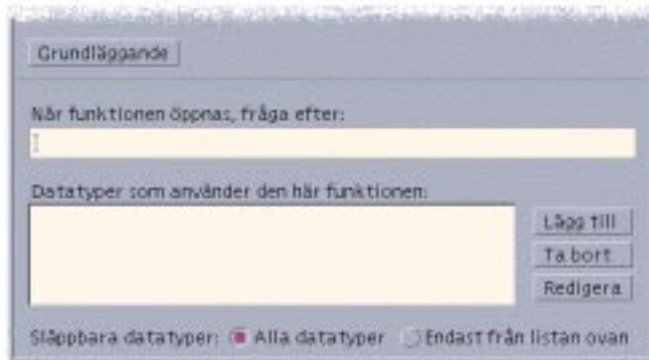 Grundläggande
När funktionen öppnas, fråga efter:
Datatyper som använder den här funktionen:
Lägg till
Ta bort
Redigera
Släppbara datatyper: Alla datatyper Endast från listan ovan